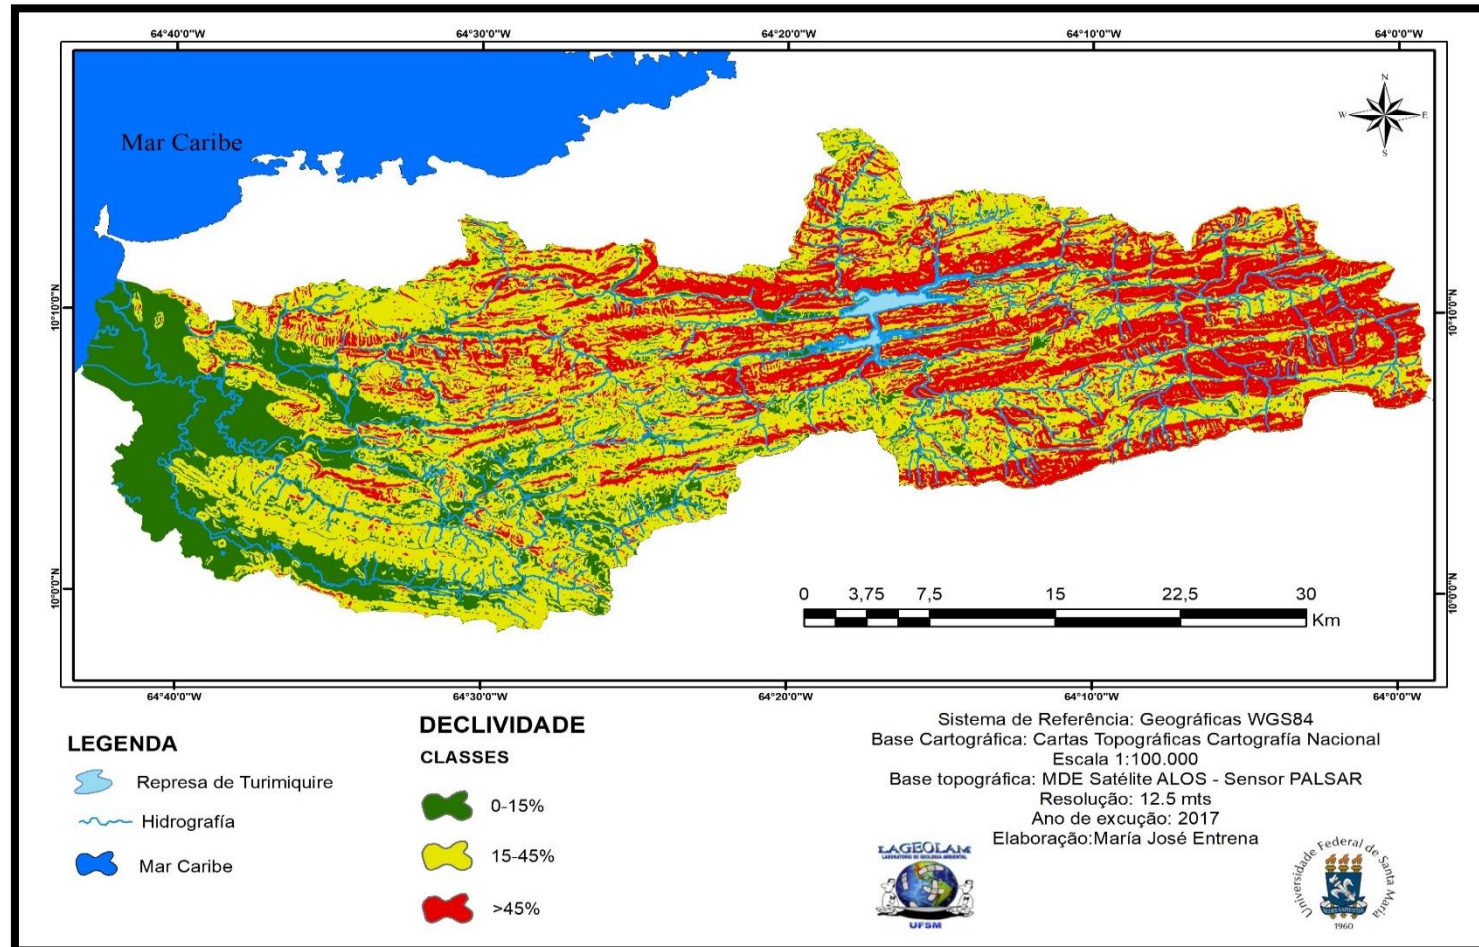 64°40'0"W 64°30'0"W 64°20'0"W 64°10'0"W 64°0'0"W
Mar Caribe
N
W E
S
10°10'0"N 10°10'0"N
10°0'0"N 10°0'0"N
0 3,75 7,5 15 22,5 30
Km
64°40'0"W 64°30'0"W 64°20'0"W 64°10'0"W 64°0'0"W
LEGENDA
Represa de Turimiquire
Hidrografía
Mar Caribe
DECLIVIDADE
CLASSES
0-15%
15-45%
>45%
Sistema de Referência: Geográficas WGS84
Base Cartográfica: Cartas Topográficas Cartografía Nacional
Escala 1:100.000
Base topográfica: MDE Satélite ALOS - Sensor PALSAR
Resolução: 12.5 mts
Ano de excução: 2017
Elaboração:María José Entrena
LAGEOLAM
LABORATORIO DE GEOLOGIA AMBIENTAL
UFSM
Universidade Federal de Santa Maria
1960